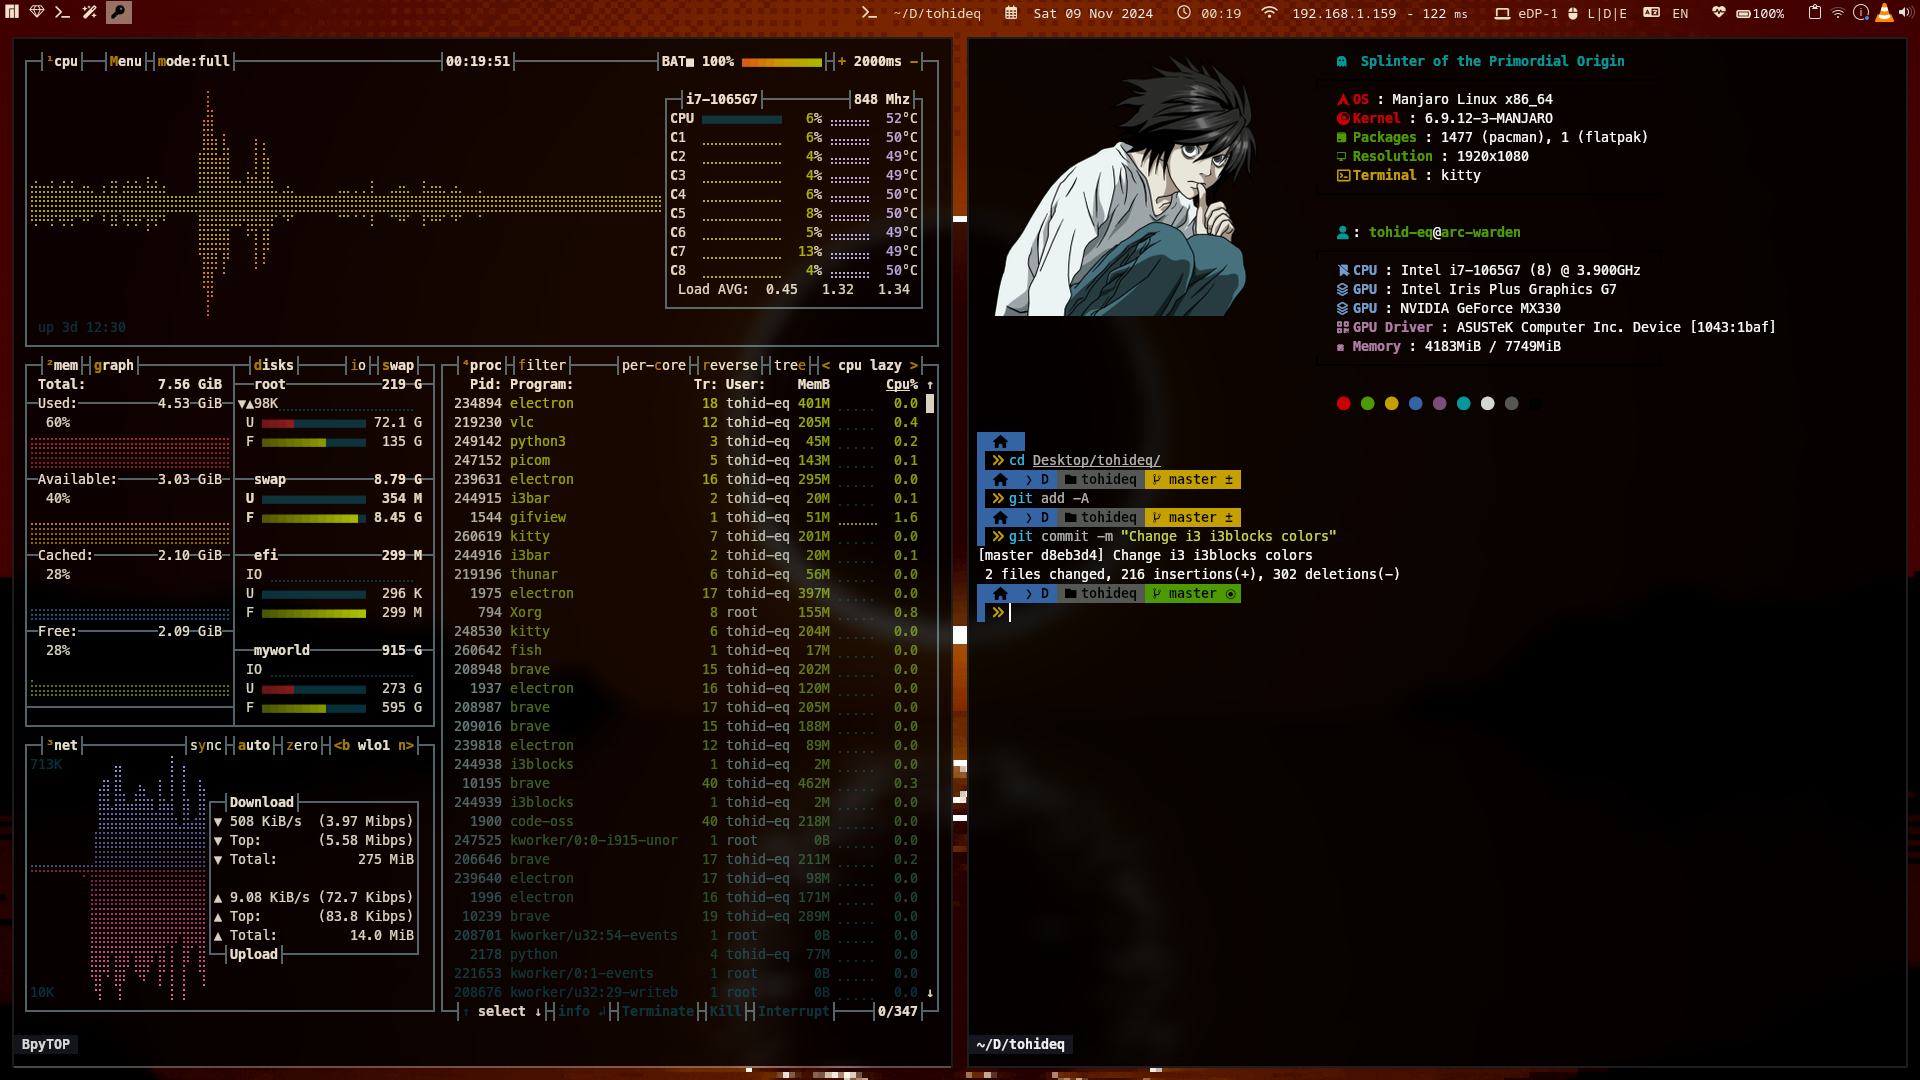 ~/D/tohideq Sat 09 Nov 2024 00:19 192.168.1.159 - 122 ms eDP-1 L|D|E EN 100%
¹cpu Menu mode:full 00:19:51 BAT■ 100% + 2000ms -
i7-1065G7 848 Mhz
CPU 6% 52°C
C1 6% 50°C
C2 4% 49°C
C3 4% 49°C
C4 6% 50°C
C5 8% 50°C
C6 5% 49°C
C7 13% 49°C
C8 4% 50°C
Load AVG: 0.45 1.32 1.34
up 3d 12:30
²mem graph disks io swap
Total: 7.56 GiB
Used: 4.53 GiB
60%
Available: 3.03 GiB
40%
Cached: 2.10 GiB
28%
Free: 2.09 GiB
28%
root 219 G
▼▲98K
U 72.1 G
F 135 G
swap 8.79 G
U 354 M
F 8.45 G
efi 299 M
IO
U 296 K
F 299 M
myworld 915 G
IO
U 273 G
F 595 G
³net sync auto zero <b wlo1 n>
713K
Download
▼ 508 KiB/s (3.97 Mibps)
▼ Top: (5.58 Mibps)
▼ Total: 275 MiB
▲ 9.08 KiB/s (72.7 Kibps)
▲ Top: (83.8 Kibps)
▲ Total: 14.0 MiB
Upload
10K
⁴proc filter per-core reverse tree < cpu lazy >
Pid: Program: Tr: User: MemB Cpu% ↑
234894 electron 18 tohid-eq 401M 0.0
219230 vlc 12 tohid-eq 205M 0.4
249142 python3 3 tohid-eq 45M 0.2
247152 picom 5 tohid-eq 143M 0.1
239631 electron 16 tohid-eq 295M 0.0
244915 i3bar 2 tohid-eq 20M 0.1
1544 gifview 1 tohid-eq 51M 1.6
260619 kitty 7 tohid-eq 201M 0.0
244916 i3bar 2 tohid-eq 20M 0.1
219196 thunar 6 tohid-eq 56M 0.0
1975 electron 17 tohid-eq 397M 0.0
794 Xorg 8 root 155M 0.8
248530 kitty 6 tohid-eq 204M 0.0
260642 fish 1 tohid-eq 17M 0.0
208948 brave 15 tohid-eq 202M 0.0
1937 electron 16 tohid-eq 120M 0.0
208987 brave 17 tohid-eq 205M 0.0
209016 brave 15 tohid-eq 188M 0.0
239818 electron 12 tohid-eq 89M 0.0
244938 i3blocks 1 tohid-eq 2M 0.0
10195 brave 40 tohid-eq 462M 0.3
244939 i3blocks 1 tohid-eq 2M 0.0
1900 code-oss 40 tohid-eq 218M 0.0
247525 kworker/0:0-i915-unor 1 root 0B 0.0
206646 brave 17 tohid-eq 211M 0.2
239640 electron 17 tohid-eq 98M 0.0
1996 electron 16 tohid-eq 171M 0.0
10239 brave 19 tohid-eq 289M 0.0
208701 kworker/u32:54-events 1 root 0B 0.0
2178 python 4 tohid-eq 77M 0.0
221653 kworker/0:1-events 1 root 0B 0.0
208676 kworker/u32:29-writeb 1 root 0B 0.0 ↓
↑ select ↓ info ↲ Terminate Kill Interrupt 0/347
BpyTOP
Splinter of the Primordial Origin
OS : Manjaro Linux x86_64
Kernel : 6.9.12-3-MANJARO
Packages : 1477 (pacman), 1 (flatpak)
Resolution : 1920x1080
Terminal : kitty
: tohid-eq@arc-warden
CPU : Intel i7-1065G7 (8) @ 3.900GHz
GPU : Intel Iris Plus Graphics G7
GPU : NVIDIA GeForce MX330
GPU Driver : ASUSTeK Computer Inc. Device [1043:1baf]
Memory : 4183MiB / 7749MiB
» cd Desktop/tohideq/
D tohideq master ±
» git add -A
D tohideq master ±
» git commit -m "Change i3 i3blocks colors"
[master d8eb3d4] Change i3 i3blocks colors
2 files changed, 216 insertions(+), 302 deletions(-)
D tohideq master
»
~/D/tohideq